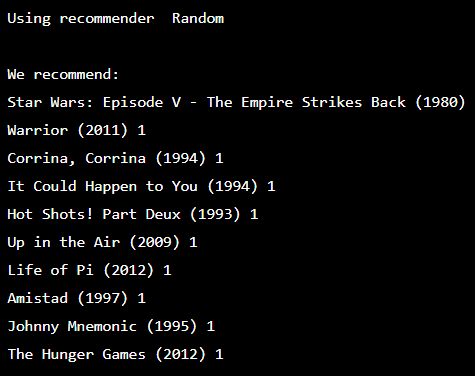 Using recommender  Random
We recommend:
Star Wars: Episode V - The Empire Strikes Back (1980)
Warrior (2011) 1
Corrina, Corrina (1994) 1
It Could Happen to You (1994) 1
Hot Shots! Part Deux (1993) 1
Up in the Air (2009) 1
Life of Pi (2012) 1
Amistad (1997) 1
Johnny Mnemonic (1995) 1
The Hunger Games (2012) 1